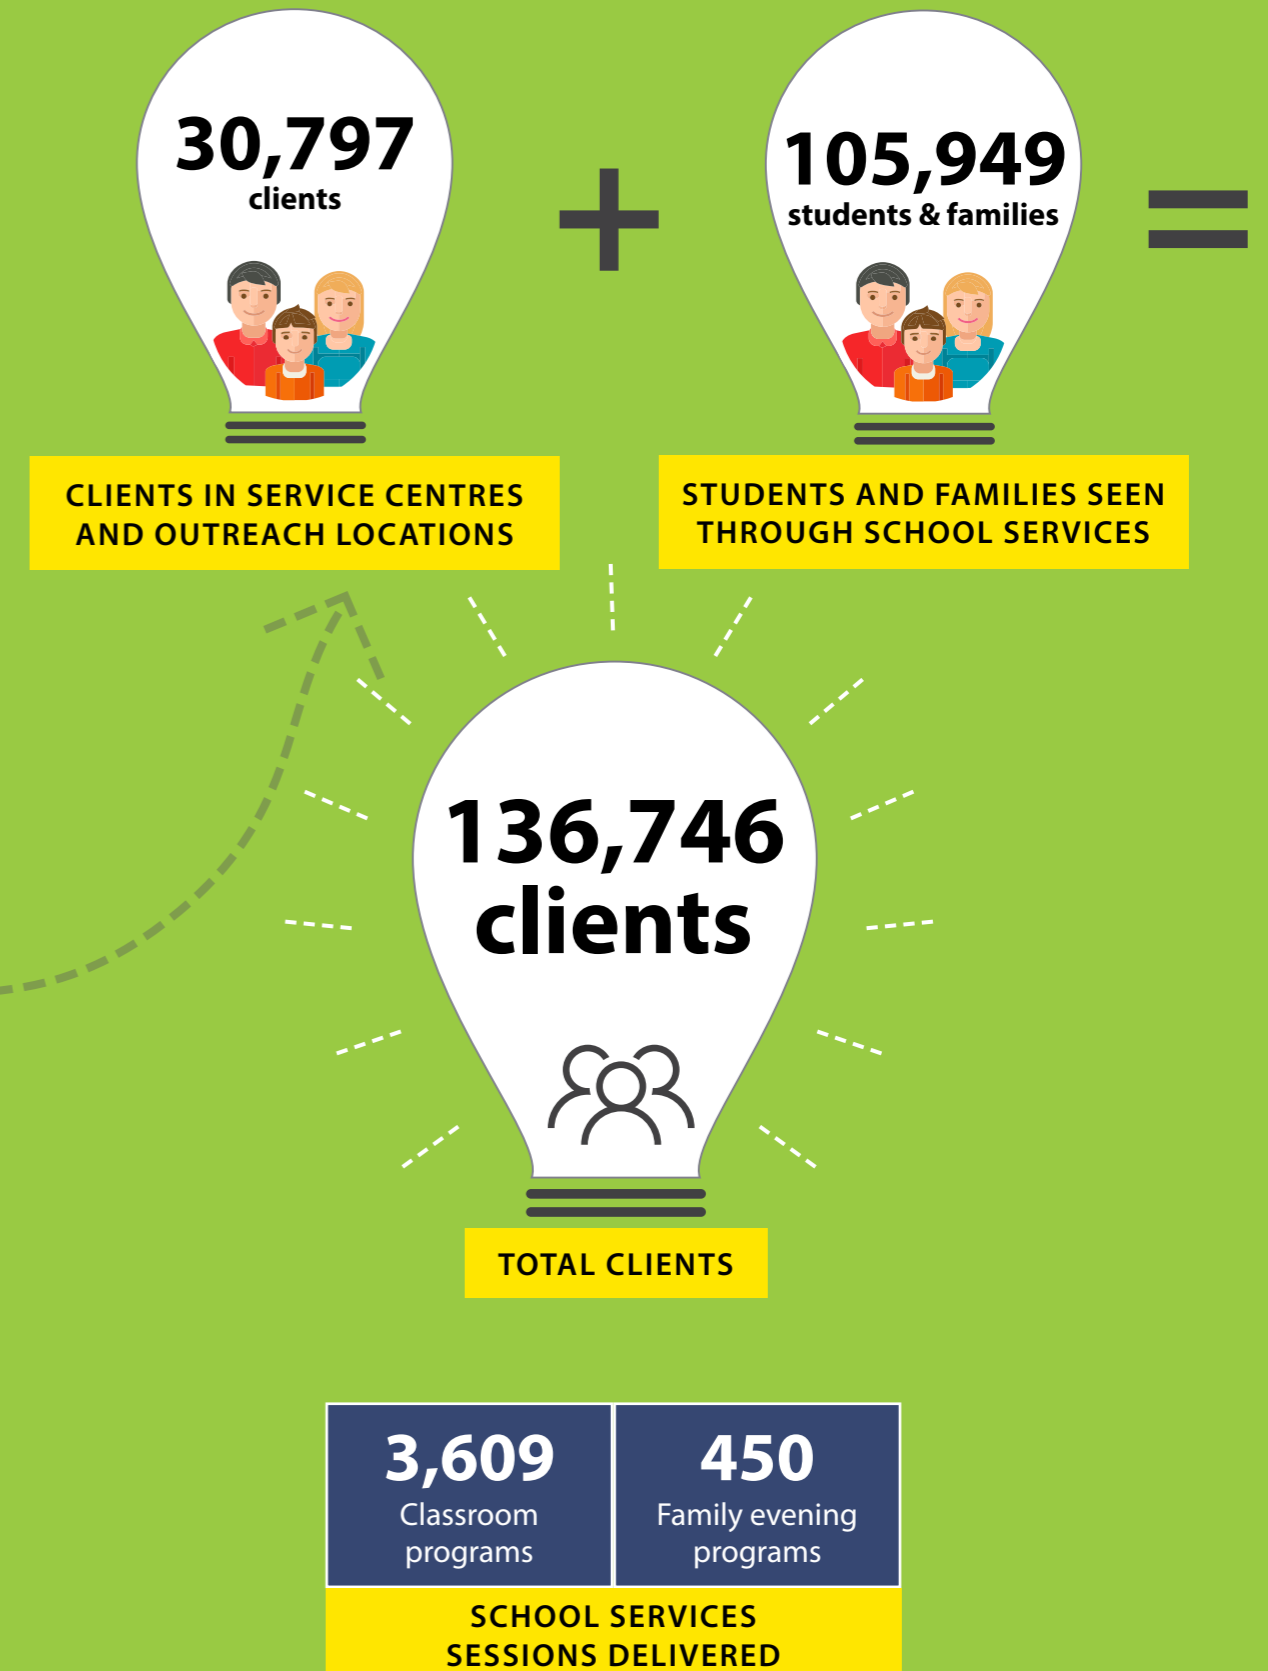 30,797
clients
+
105,949
students & families
=
CLIENTS IN SERVICE CENTRES
AND OUTREACH LOCATIONS
STUDENTS AND FAMILIES SEEN
THROUGH SCHOOL SERVICES
136,746
clients
TOTAL CLIENTS
3,609
Classroom
programs
450
Family evening
programs
SCHOOL SERVICES
SESSIONS DELIVERED